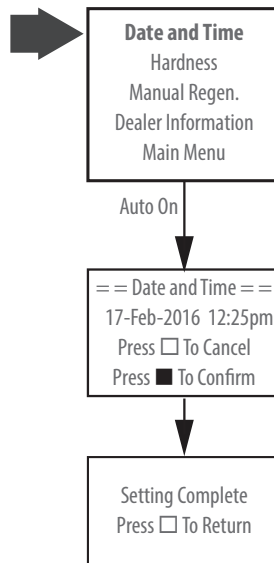 Date and Time
Hardness
Manual Regen.
Dealer Information
Main Menu
Auto On
= = Date and Time = =
17-Feb-2016 12:25pm
Press □ To Cancel
Press ■ To Confirm
Setting Complete
Press □ To Return